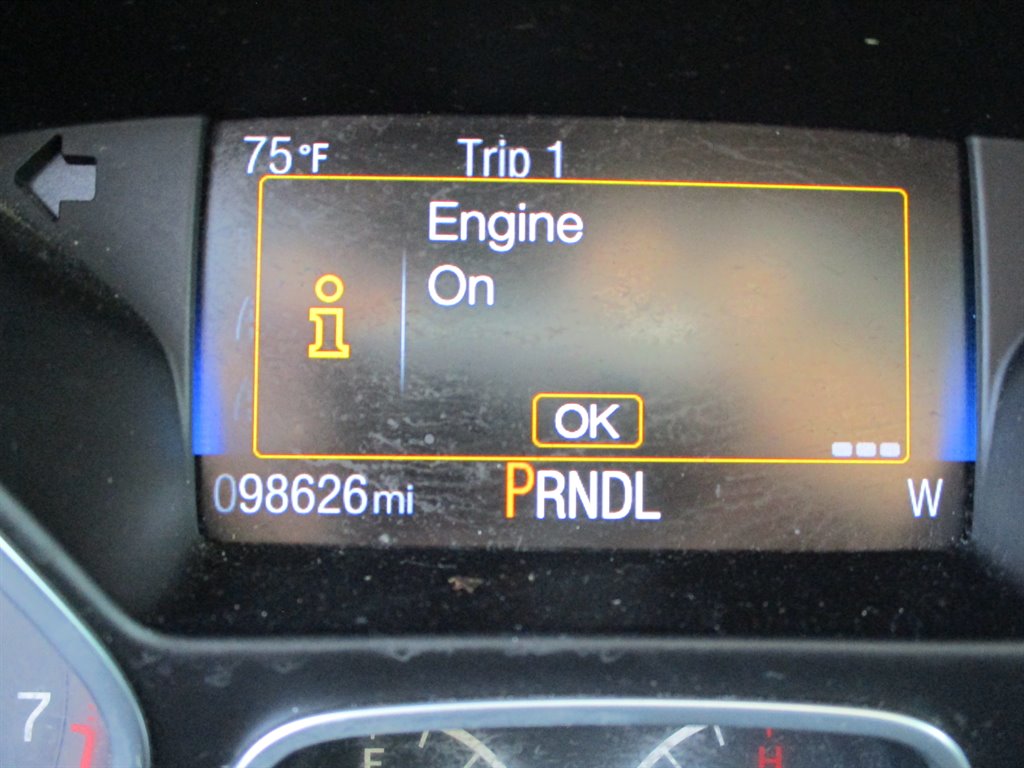 75°F Trip 1
Engine
On
OK
098626mi PRNDL W
7
E H